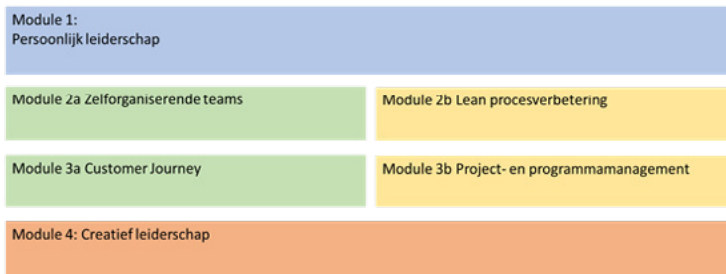 Module 1:
Persoonlijk leiderschap
Module 2a Zelforganiserende teams
Module 2b Lean procesverbetering
Module 3a Customer Journey
Module 3b Project- en programmamanagement
Module 4: Creatief leiderschap